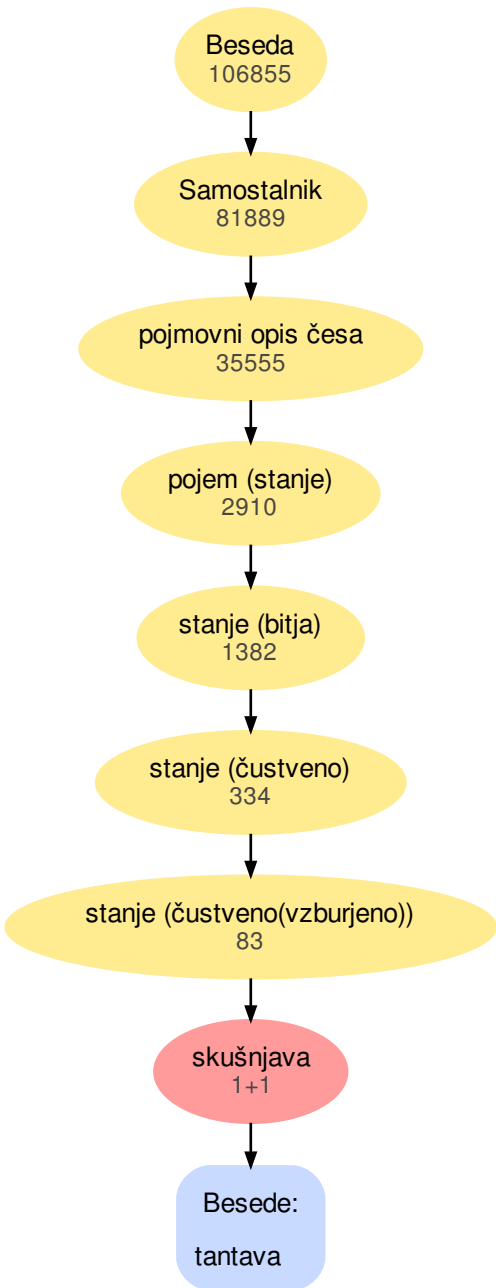 Beseda
106855
Samostalnik
81889
pojmovni opis česa
35555
pojem (stanje)
2910
stanje (bitja)
1382
stanje (čustveno)
334
stanje (čustveno(vzburjeno))
83
skušnjava
1+1
Besede:
tantava